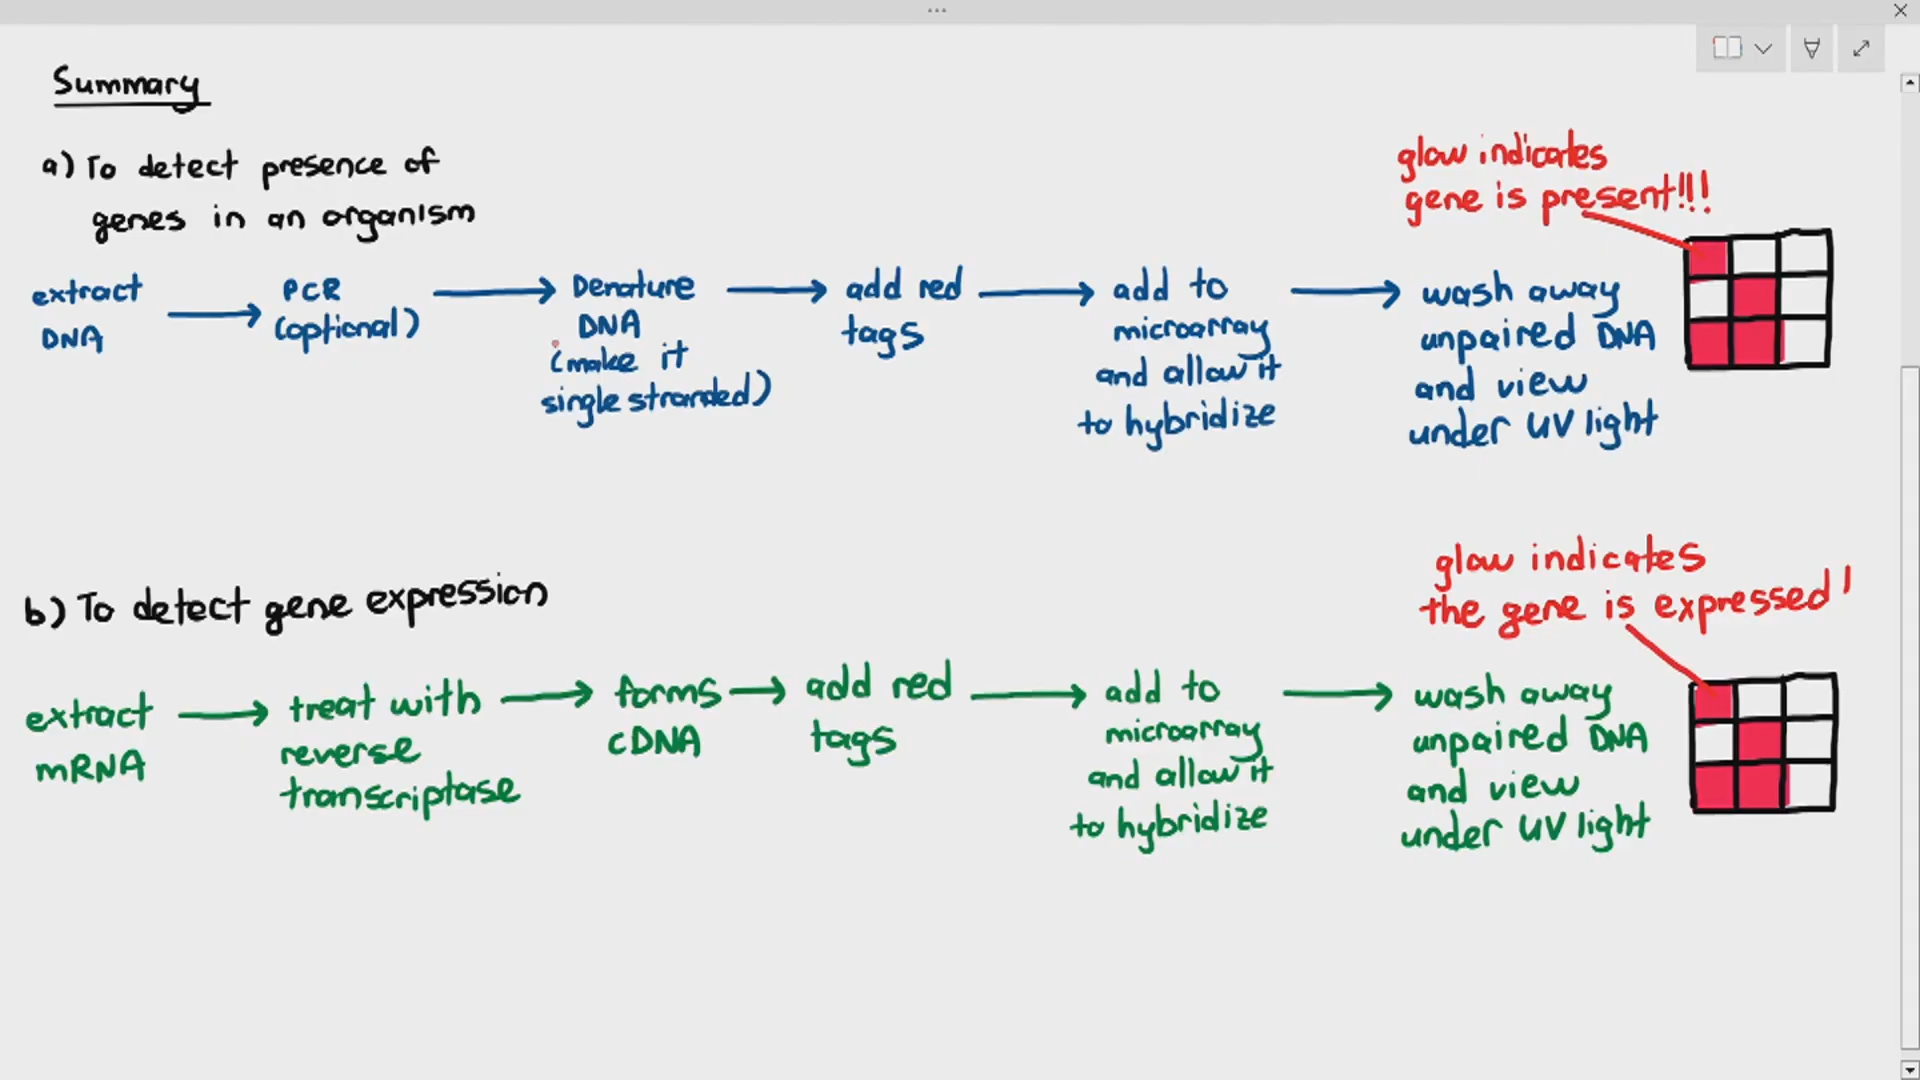 Summary
a) To detect presence of
genes in an organism
extract
DNA
PCR
(optional)
Denature
DNA
(make it
single stranded)
add red
tags
add to
microarray
and allow it
to hybridize
wash away
unpaired DNA
and view
under UV light
glow indicates
gene is present!!!
b) To detect gene expression
extract
mRNA
treat with
reverse
transcriptase
forms
cDNA
add red
tags
add to
microarray
and allow it
to hybridize
wash away
unpaired DNA
and view
under UV light
glow indicates
the gene is expressed!